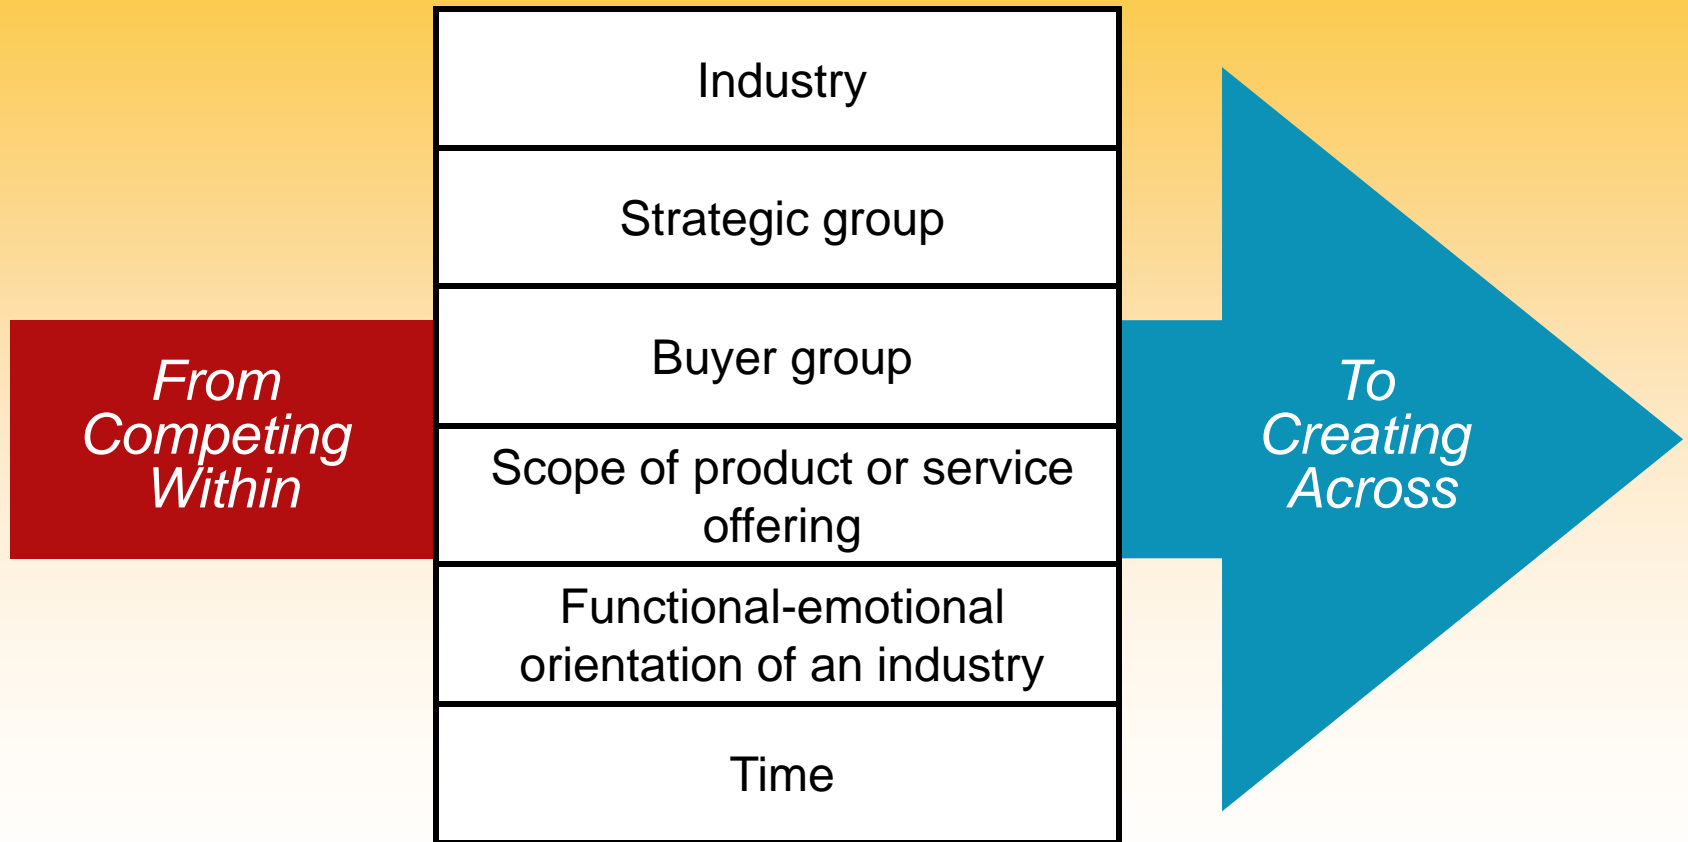 Industry
Strategic group
Buyer group
Scope of product or service
offering
Functional-emotional
orientation of an industry
Time
From
Competing
Within
To
Creating
Across